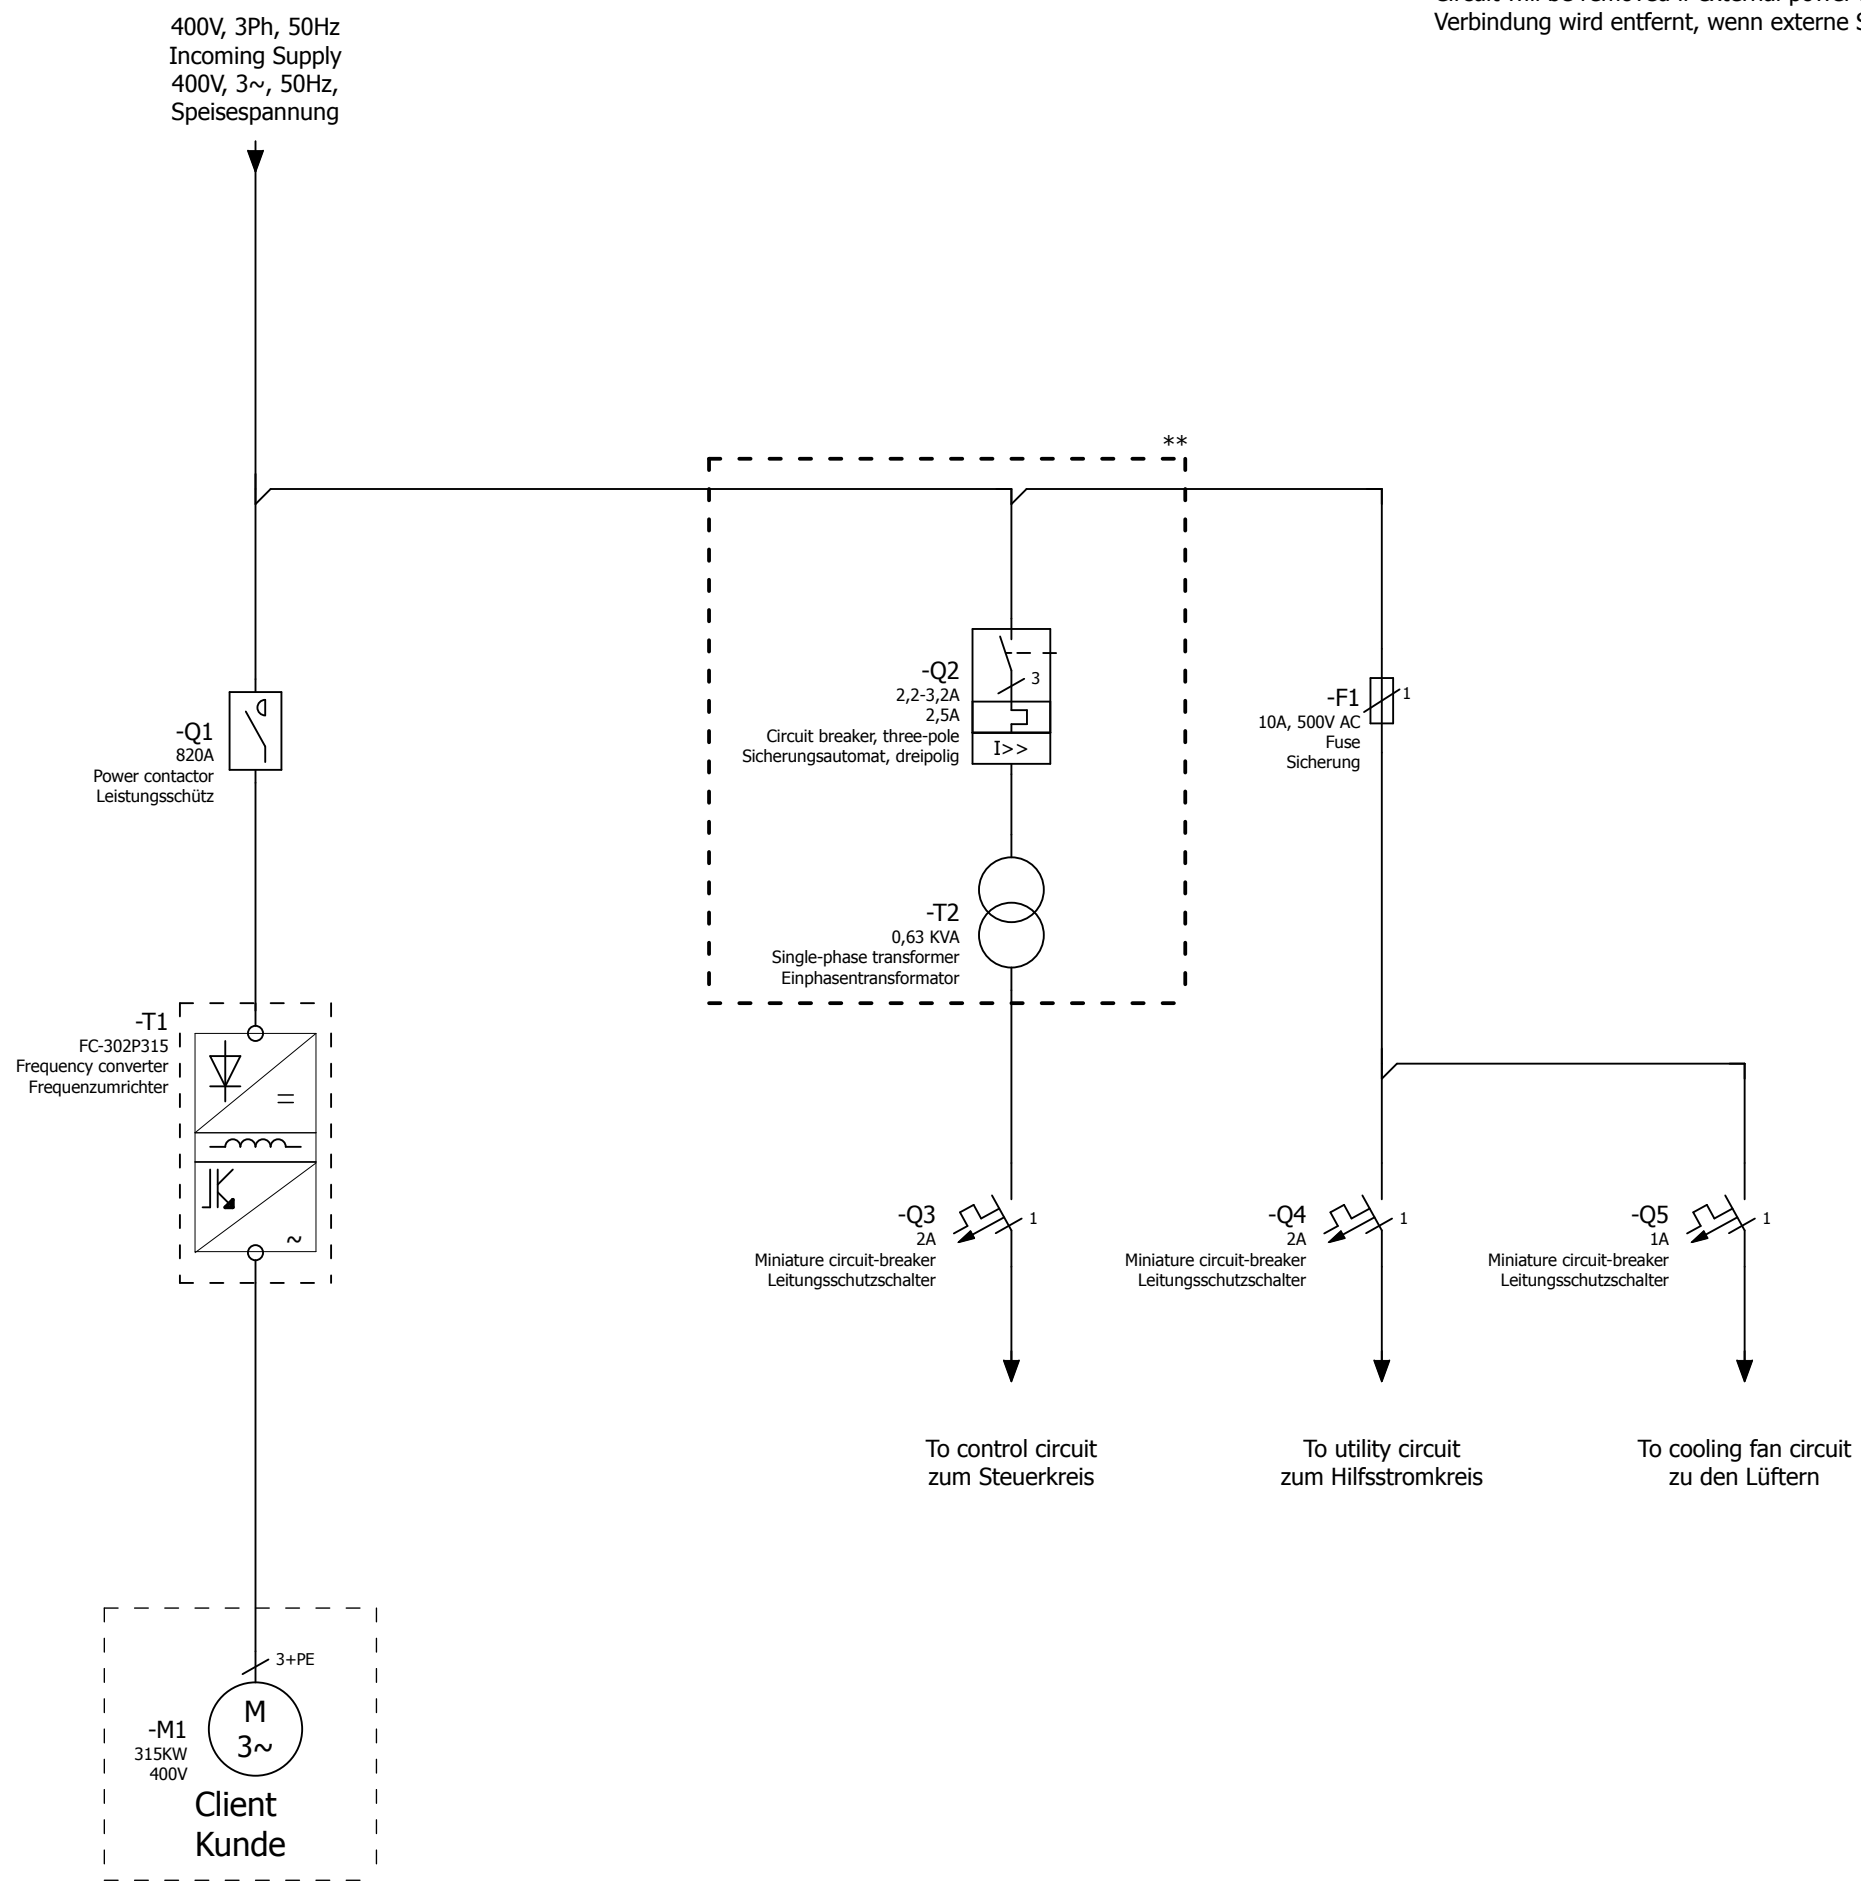 Verbindung wird entfernt, wenn externe
400V, 3Ph, 50Hz
Incoming Supply
400V, 3~, 50Hz,
Speisespannung
**
-Q1
820A
Power contactor
Leistungsschütz
-Q2
2,2-3,2A
2,5A
Circuit breaker, three-pole
Sicherungsautomat, dreipolig
3
I>>
-F1
10A, 500V AC
Fuse
Sicherung
1
-T2
0,63 KVA
Single-phase transformer
Einphasentransformator
-T1
FC-302P315
Frequency converter
Frequenzumrichter
=
~
-Q3
2A
Miniature circuit-breaker
Leitungsschutzschalter
1
-Q4
2A
Miniature circuit-breaker
Leitungsschutzschalter
1
-Q5
1A
Miniature circuit-breaker
Leitungsschutzschalter
1
To control circuit
zum Steuerkreis
To utility circuit
zum Hilfsstromkreis
To cooling fan circuit
zu den Lüftern
3+PE
-M1
315KW
400V
M
3~
Client
Kunde